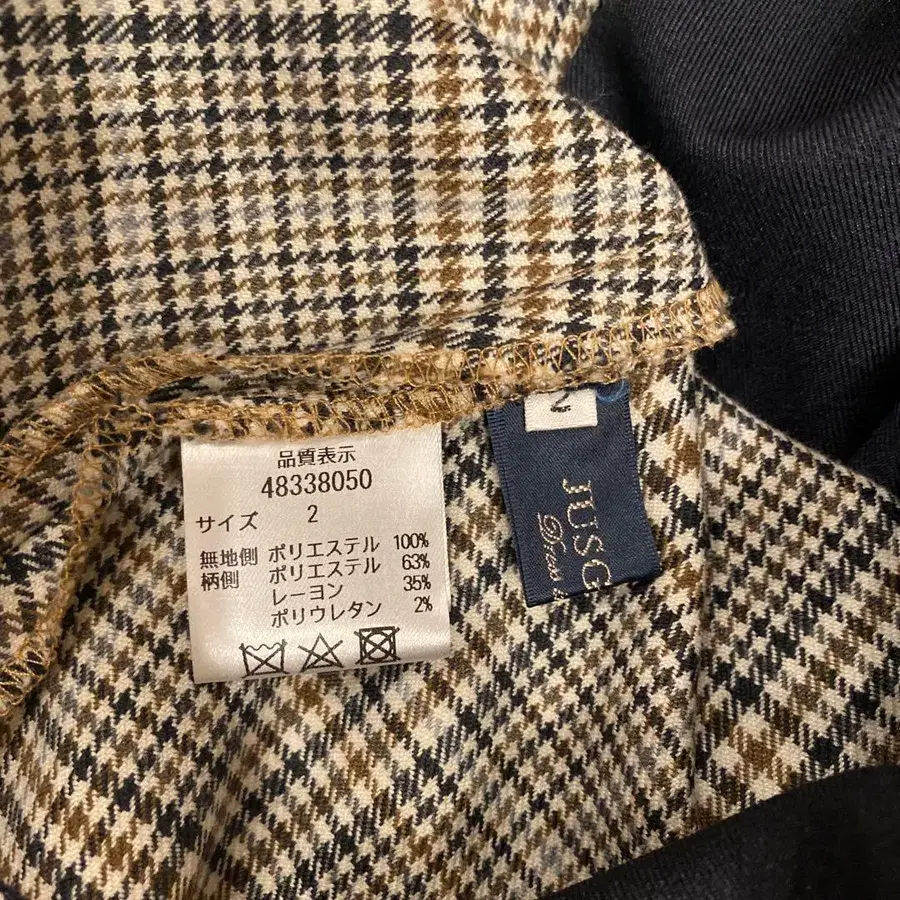 品質表示
48338050
サイズ 2
無地側 ポリエステル 100%
柄側 ポリエステル 63%
レーヨン 35%
ポリウレタン 2%
2
JUSG